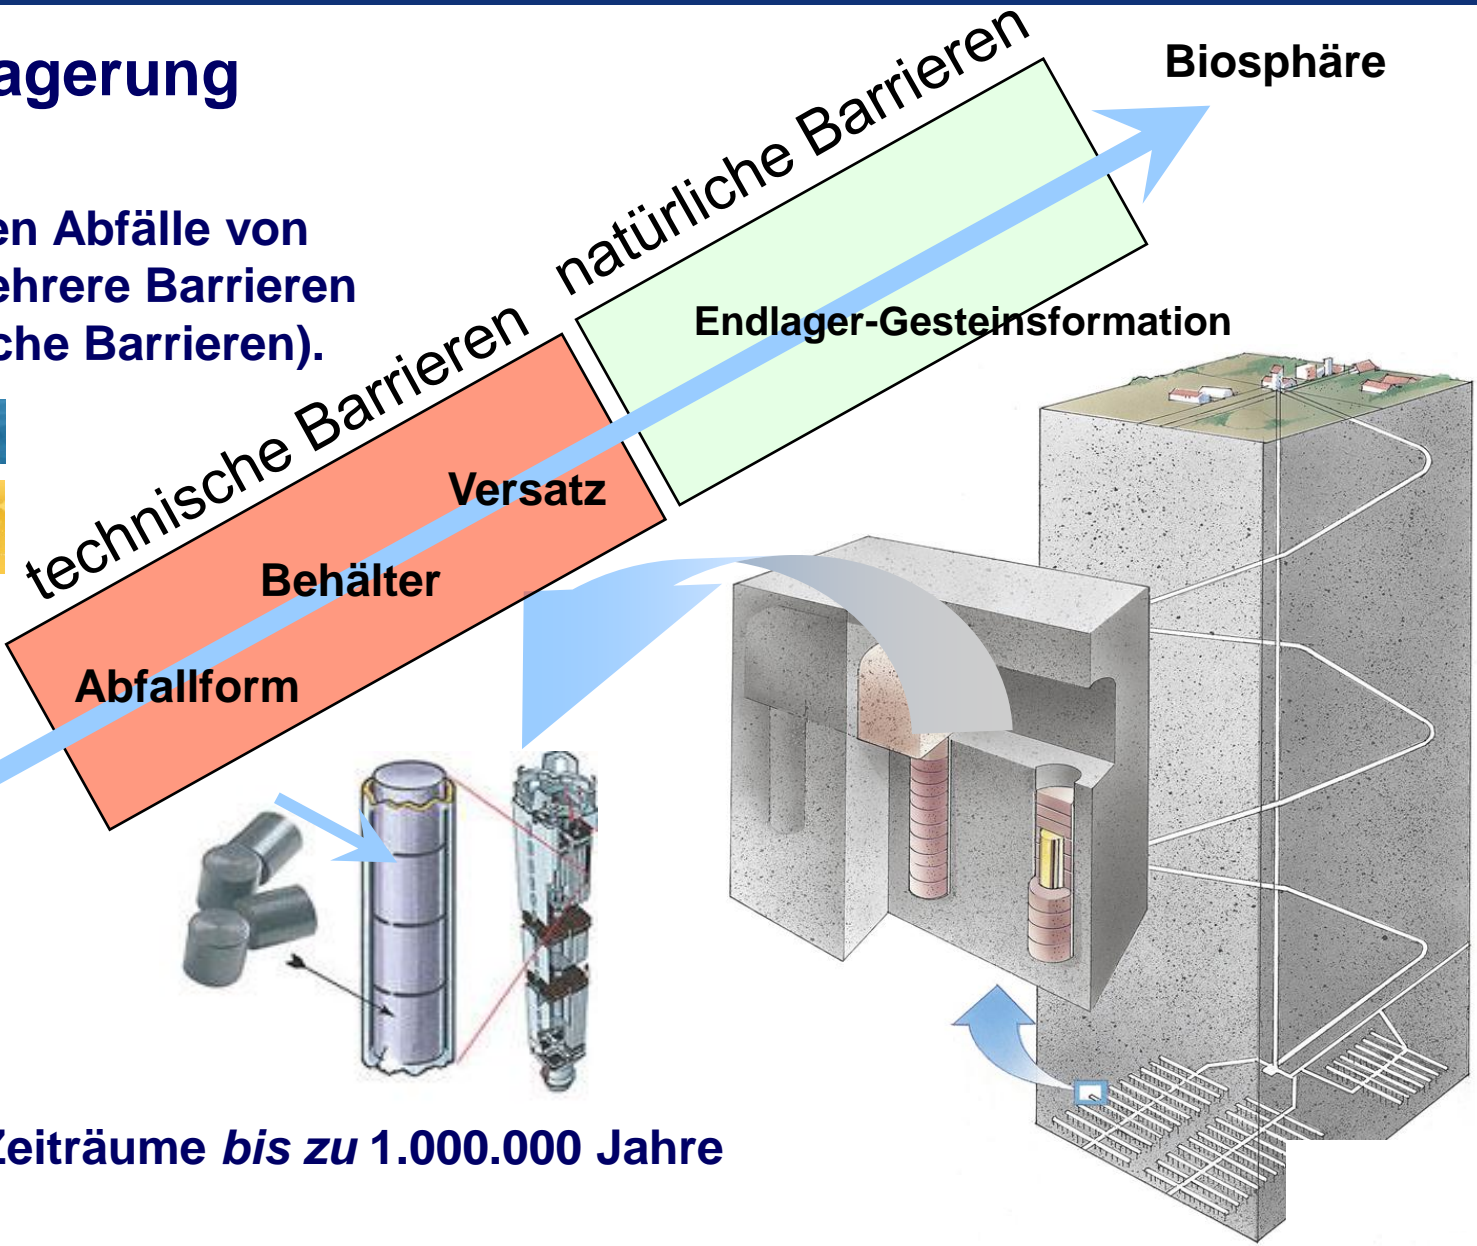 agerung
en Abfälle von
ehrere Barrieren
che Barrieren).
technische Barrieren
natürliche Barrieren
Biosphäre
Endlager-Gesteinsformation
Versatz
Behälter
Abfallform
Zeiträume bis zu 1.000.000 Jahre